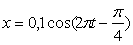 x = 0,1cos(2πt − π/4)